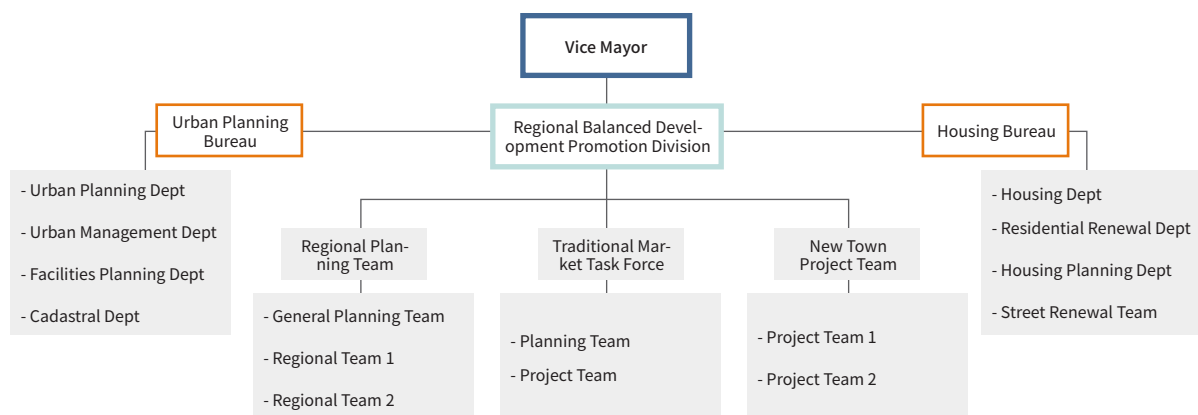 Vice Mayor
Urban Planning
Bureau
Regional Balanced Devel-
opment Promotion Division
Housing Bureau
- Urban Planning Dept
- Urban Management Dept
- Facilities Planning Dept
- Cadastral Dept
Regional Plan-
ning Team
- General Planning Team
- Regional Team 1
- Regional Team 2
Traditional Mar-
ket Task Force
- Planning Team
- Project Team
New Town
Project Team
- Project Team 1
- Project Team 2
- Housing Dept
- Residential Renewal Dept
- Housing Planning Dept
- Street Renewal Team